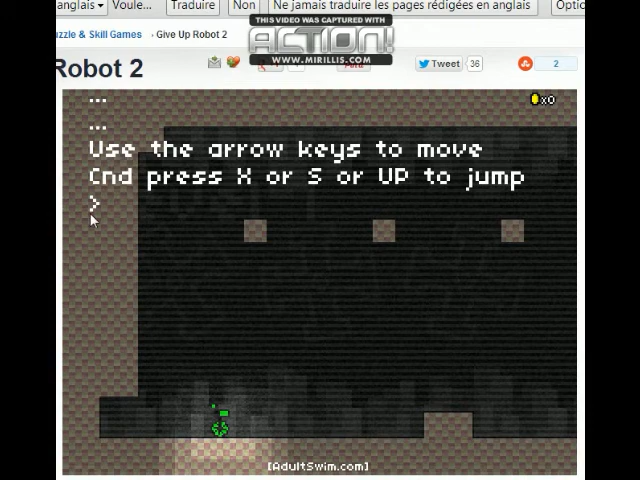 anglais Voule... Traduire Non Ne jamais traduire les pages rédigées en anglais Optio
THIS VIDEO WAS CAPTURED WITH
ACTION!
WWW.MIRILLIS.COM
uzzle & Skill Games › Give Up Robot 2
Robot 2
Tweet 36 2
...
x0
...
Use the arrow keys to move
And press X or S or UP to jump
>
[AdultSwim.com]